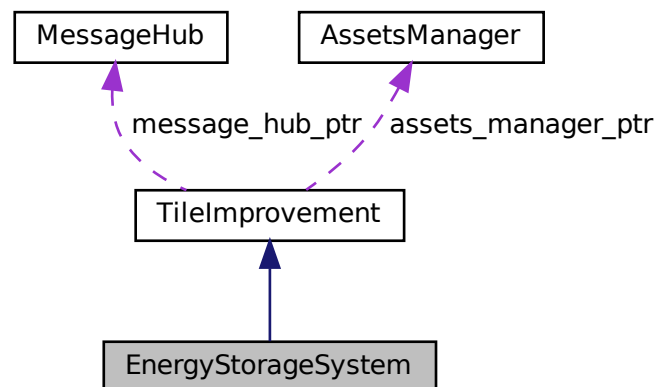 MessageHub
AssetsManager
message_hub_ptr
assets_manager_ptr
TileImprovement
EnergyStorageSystem